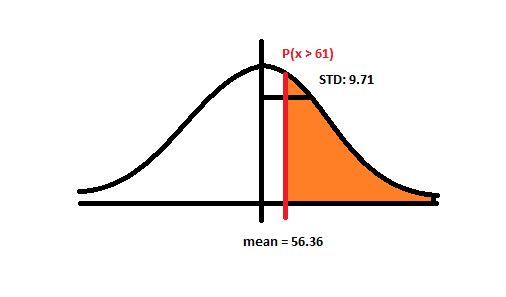 P(x > 61)
STD: 9.71
mean = 56.36